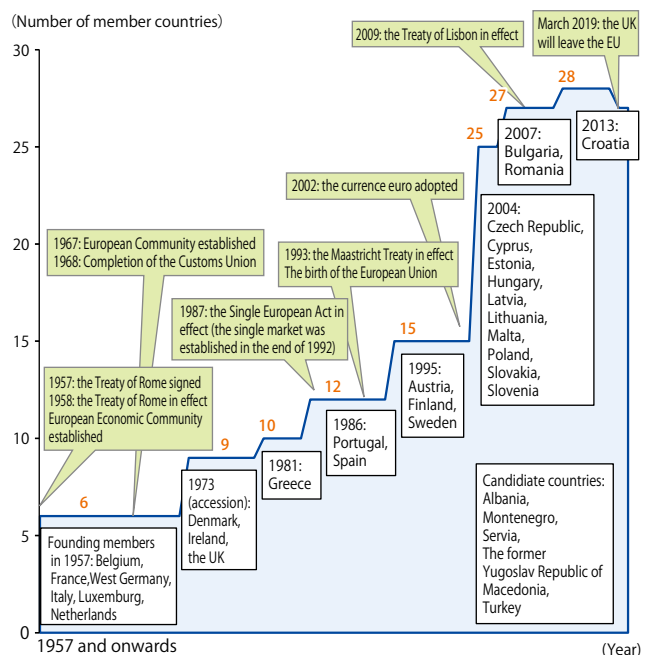 (Number of member countries)
30
25
20
15
10
5
0
2009: the Treaty of Lisbon in effect
March 2019: the UK
will leave the EU
28
27
25
2007:
Bulgaria,
Romania
2013:
Croatia
2002: the currence euro adopted
2004:
Czech Republic,
Cyprus,
Estonia,
Hungary,
Latvia,
Lithuania,
Malta,
Poland,
Slovakia,
Slovenia
1967: European Community established
1968: Completion of the Customs Union
1993: the Maastricht Treaty in effect
The birth of the European Union
1987: the Single European Act in
effect (the single market was
established in the end of 1992)
15
1995:
Austria,
Finland,
Sweden
1957: the Treaty of Rome signed
1958: the Treaty of Rome in effect
European Economic Community
established
12
1986:
Portugal,
Spain
10
1981:
Greece
9
1973
(accession):
Denmark,
Ireland,
the UK
6
Founding members
in 1957: Belgium,
France,West Germany,
Italy, Luxemburg,
Netherlands
Candiate countries:
Albania,
Montenegro,
Servia,
The former
Yugoslav Republic of
Macedonia,
Turkey
1957 and onwards
(Year)